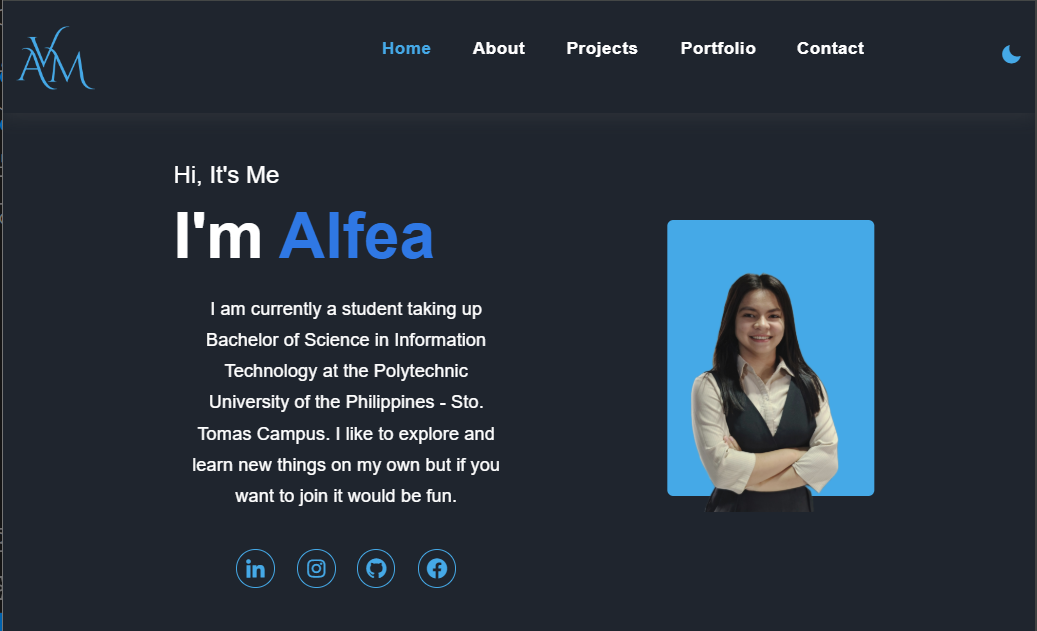 AVM
Home About Projects Portfolio Contact
Hi, It's Me
I'm Alfea
I am currently a student taking up
Bachelor of Science in Information
Technology at the Polytechnic
University of the Philippines - Sto.
Tomas Campus. I like to explore and
learn new things on my own but if you
want to join it would be fun.
in